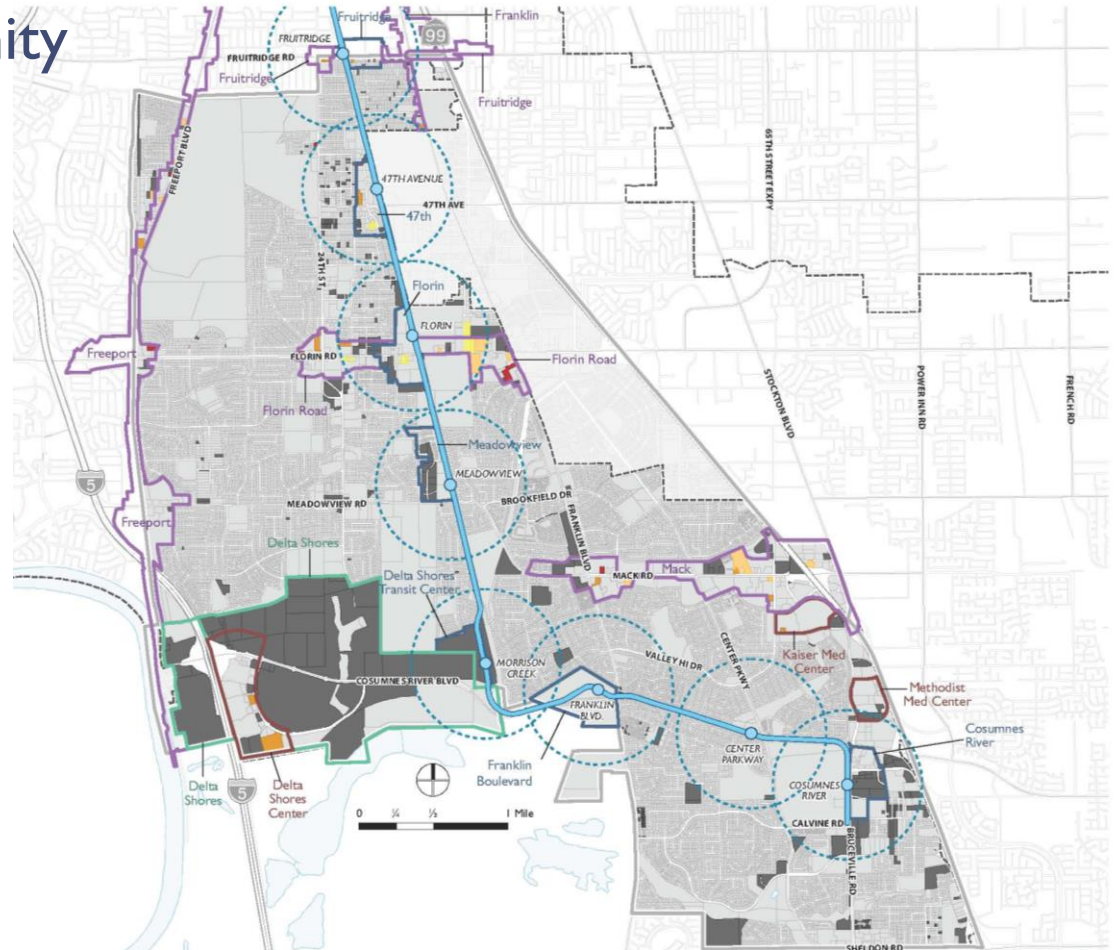 nity
Fruitridge
Franklin
FRUITRIDGE
99
FRUITRIDGE RD
Fruitridge
Fruitridge
FREEPORT BLVD
65TH STREET EXPY
47TH AVENUE
47TH AVE
47th
24TH ST
Florin
FLORIN
Freeport
FLORIN RD
Florin Road
Florin Road
STOCKTON BLVD
POWER INN RD
FRENCH RD
Meadowview
MEADOWVIEW
5
MEADOWVIEW RD
BROOKFIELD DR
FRANKLIN BLVD
Freeport
Delta Shores
Delta Shores
Transit Center
Mack
MACK RD
Kaiser Med
Center
CENTER PKWY
VALLEY HI DR
MORRISON
CREEK
COSUMNES RIVER BLVD
Methodist
Med Center
FRANKLIN
BLVD.
Cosumnes
River
CENTER
PARKWAY
Franklin
Boulevard
COSUMNES
RIVER
Delta
Shores
5
Delta
Shores
Center
0 ¼ ½ 1 Mile
CALVINE RD
BRUCEVILLE RD
SHELDON RD